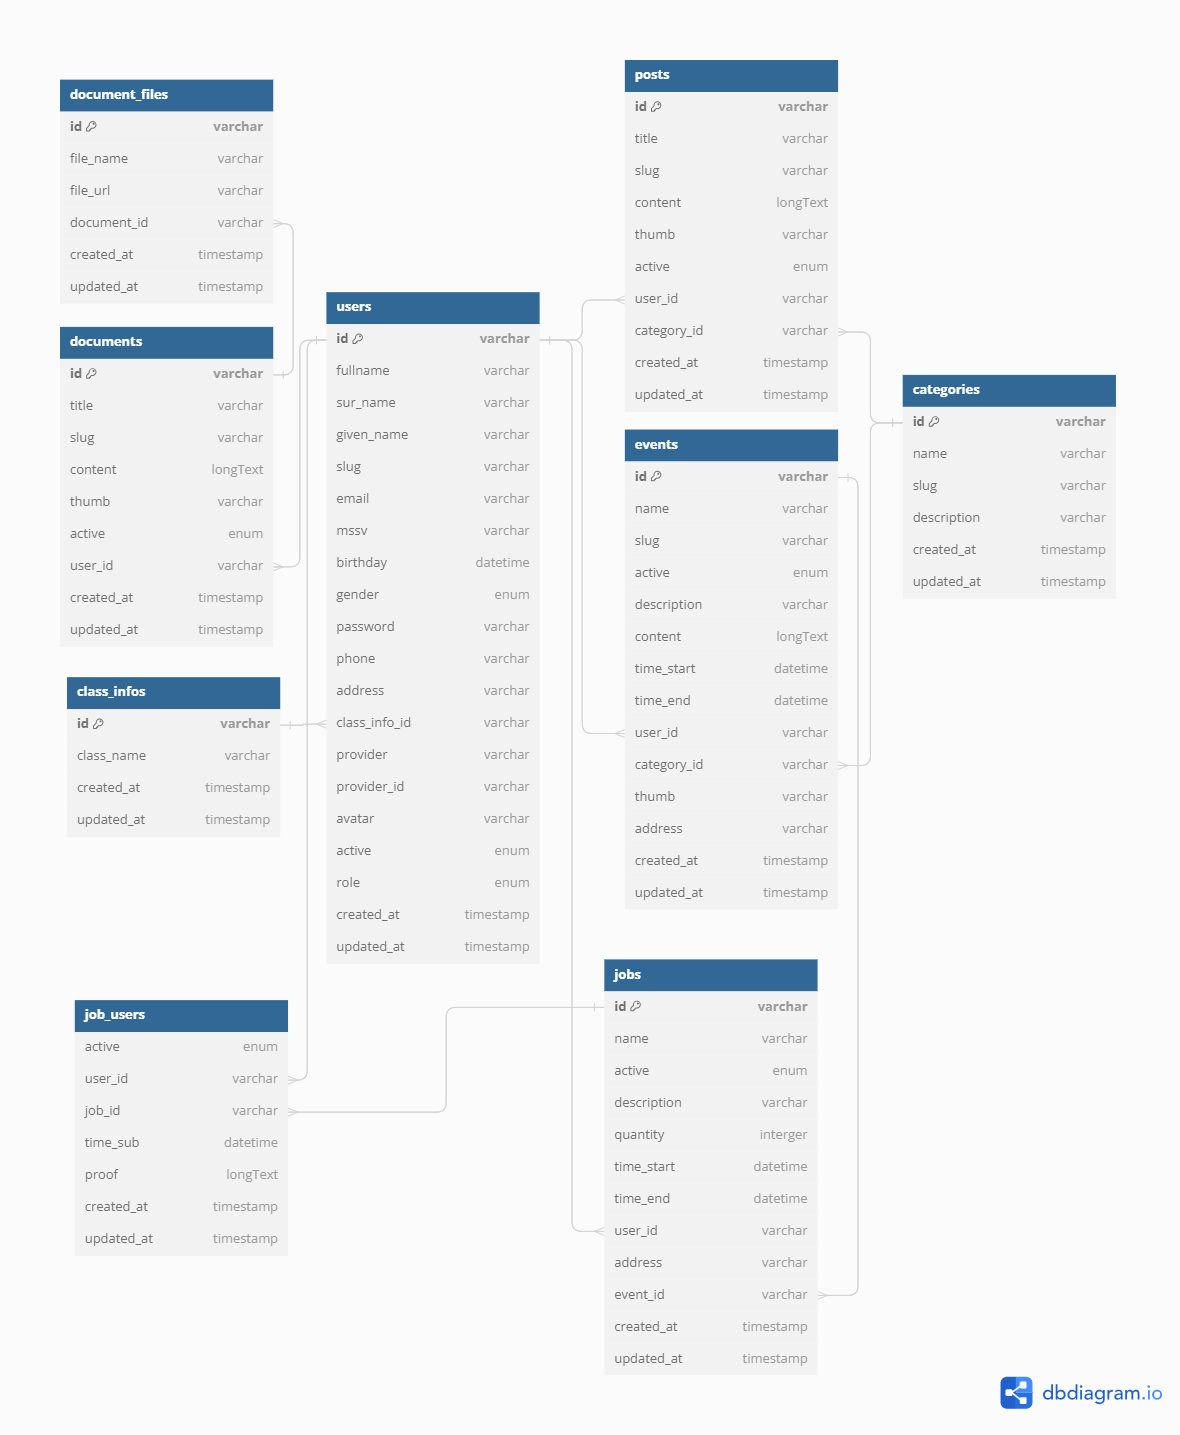 document_files
id varchar
file_name varchar
file_url varchar
document_id varchar
created_at timestamp
updated_at timestamp
documents
id varchar
title varchar
slug varchar
content longText
thumb varchar
active enum
user_id varchar
created_at timestamp
updated_at timestamp
class_infos
id varchar
class_name varchar
created_at timestamp
updated_at timestamp
job_users
active enum
user_id varchar
job_id varchar
time_sub datetime
proof longText
created_at timestamp
updated_at timestamp
users
id varchar
fullname varchar
sur_name varchar
given_name varchar
slug varchar
email varchar
mssv varchar
birthday datetime
gender enum
password varchar
phone varchar
address varchar
class_info_id varchar
provider varchar
provider_id varchar
avatar varchar
active enum
role enum
created_at timestamp
updated_at timestamp
posts
id varchar
title varchar
slug varchar
content longText
thumb varchar
active enum
user_id varchar
category_id varchar
created_at timestamp
updated_at timestamp
events
id varchar
name varchar
slug varchar
active enum
description varchar
content longText
time_start datetime
time_end datetime
user_id varchar
category_id varchar
thumb varchar
address varchar
created_at timestamp
updated_at timestamp
jobs
id varchar
name varchar
active enum
description varchar
quantity interger
time_start datetime
time_end datetime
user_id varchar
address varchar
event_id varchar
created_at timestamp
updated_at timestamp
categories
id varchar
name varchar
slug varchar
description varchar
created_at timestamp
updated_at timestamp
dbdiagram.io